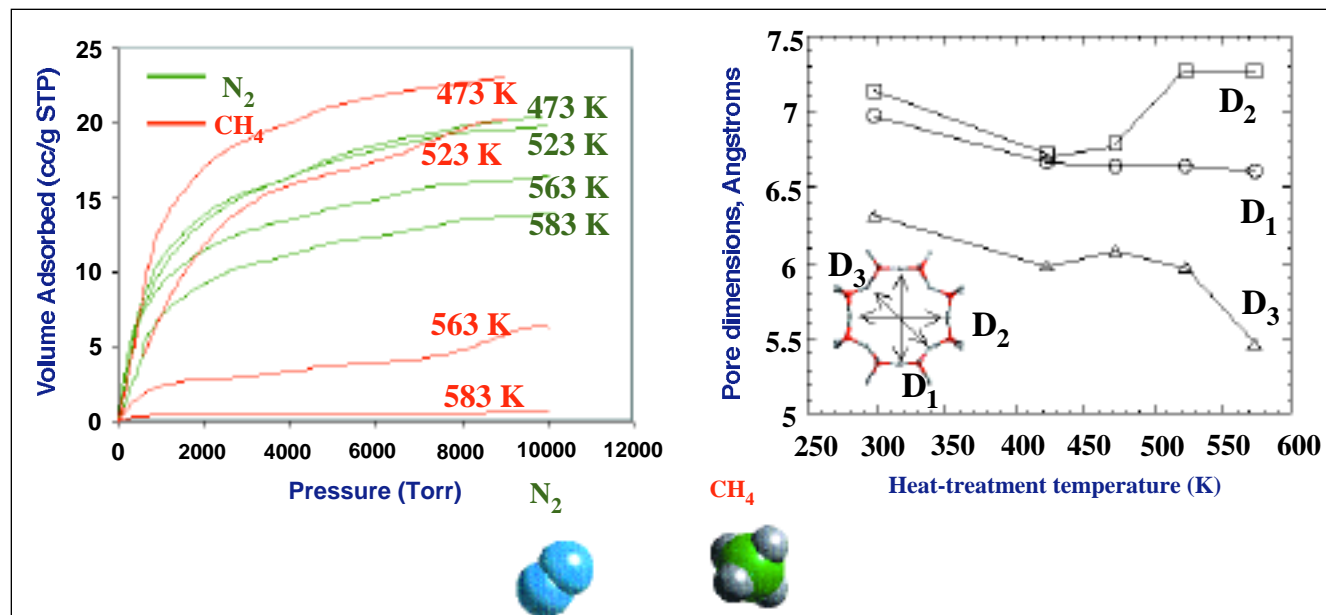 Volume Adsorbed (cc/g STP)
25
20
15
10
5
0
N2
CH4
473 K
473 K
523 K
523 K
563 K
583 K
563 K
583 K
0 2000 4000 6000 8000 10000 12000
Pressure (Torr)
N2
CH4
Pore dimensions, Angstroms
7.5
7
6.5
6
5.5
5
D2
D1
D3
D3
D2
D1
250 300 400 450 500 550 600
Heat-treatment temperature (K)